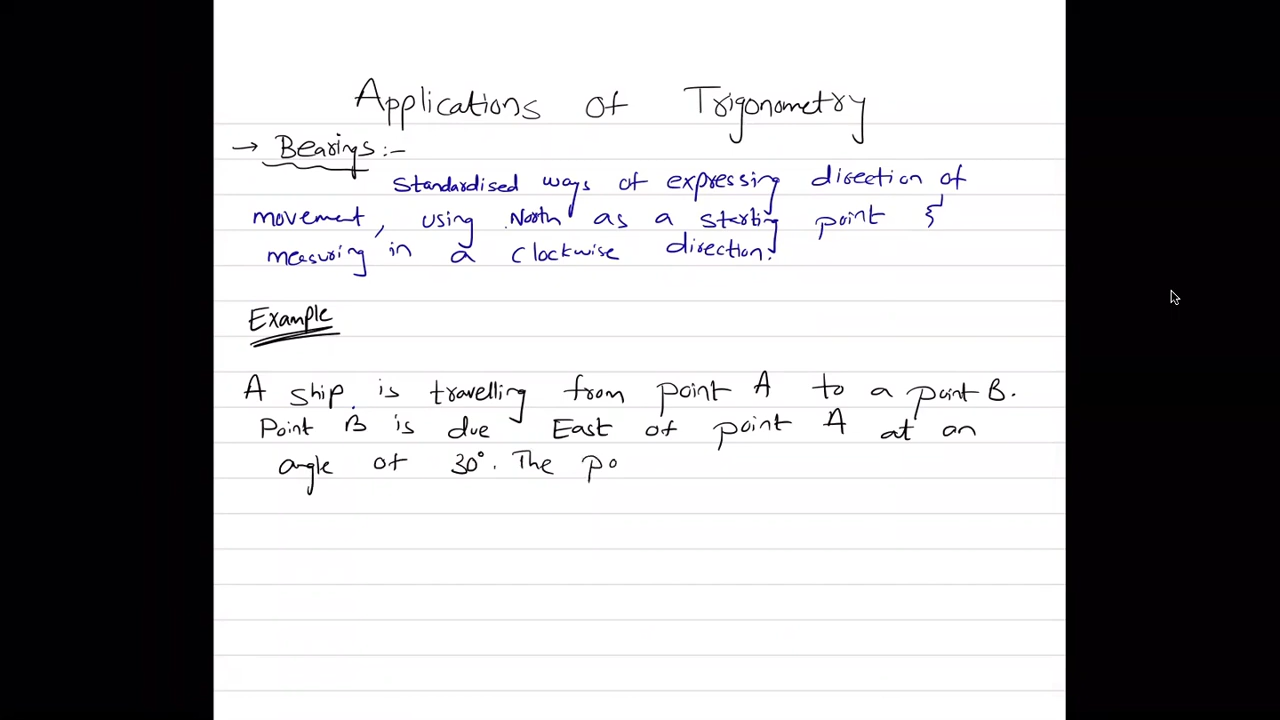 Applications of Trigonometry
→ Bearings :-
Standardised ways of expressing direction of
movement, using North as a starting point &
measuring in a clockwise direction.
Example
A ship is travelling from point A to a point B.
Point B is due East of point A at an
angle of 30°. The po